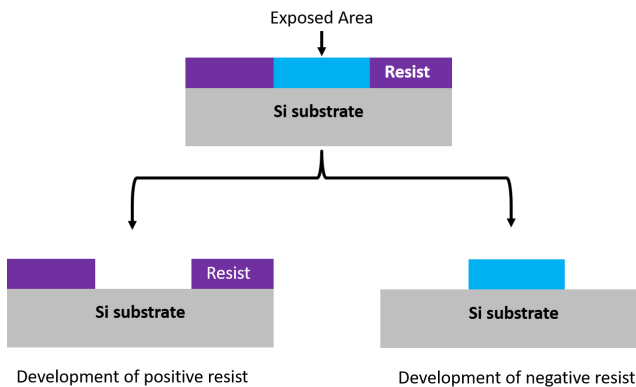 Exposed Area
Resist
Si substrate
Resist
Si substrate
Si substrate
Development of positive resist
Development of negative resist